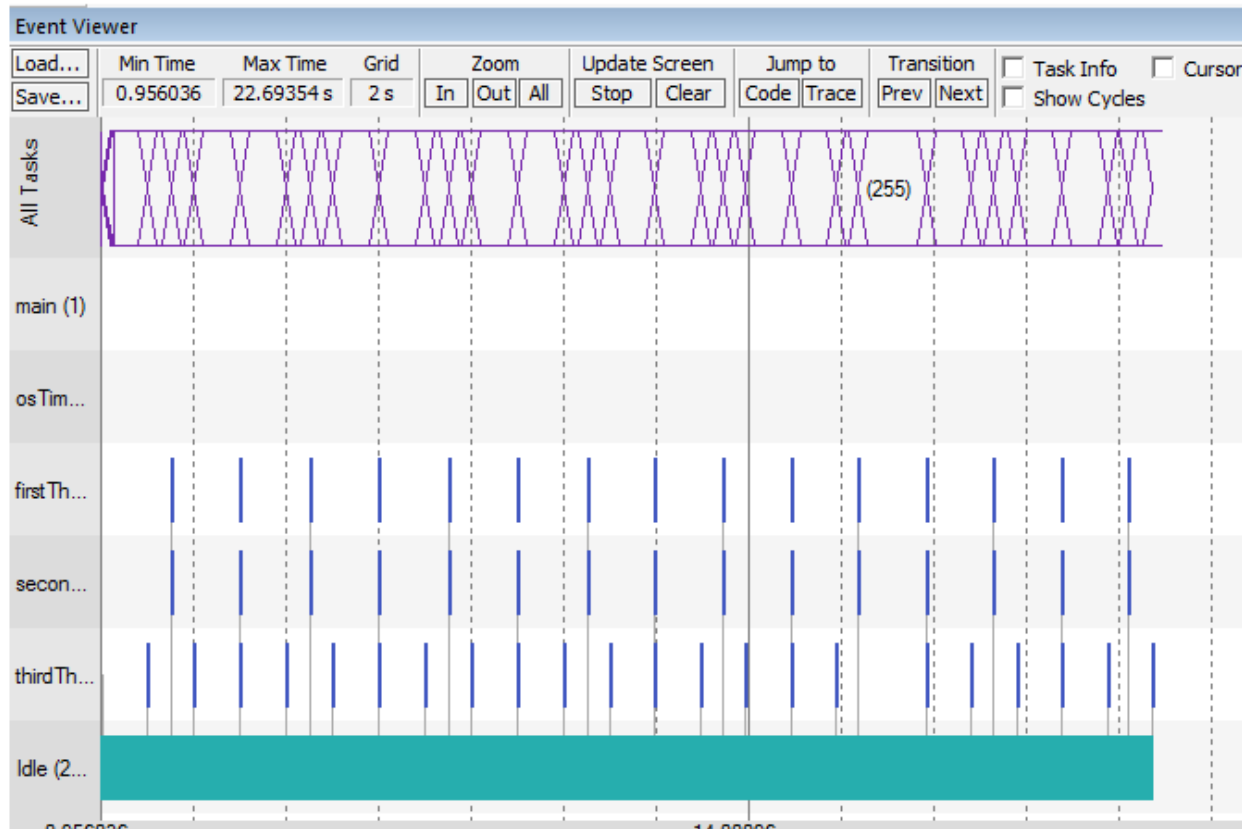 Event Viewer
Load... Min Time Max Time Grid Zoom Update Screen Jump to Transition Task Info Cursor
Save... 0.956036 22.69354 s 2 s In Out All Stop Clear Code Trace Prev Next Show Cycles
All Tasks
(255)
main (1)
osTim...
firstTh...
secon...
thirdTh...
Idle (2...